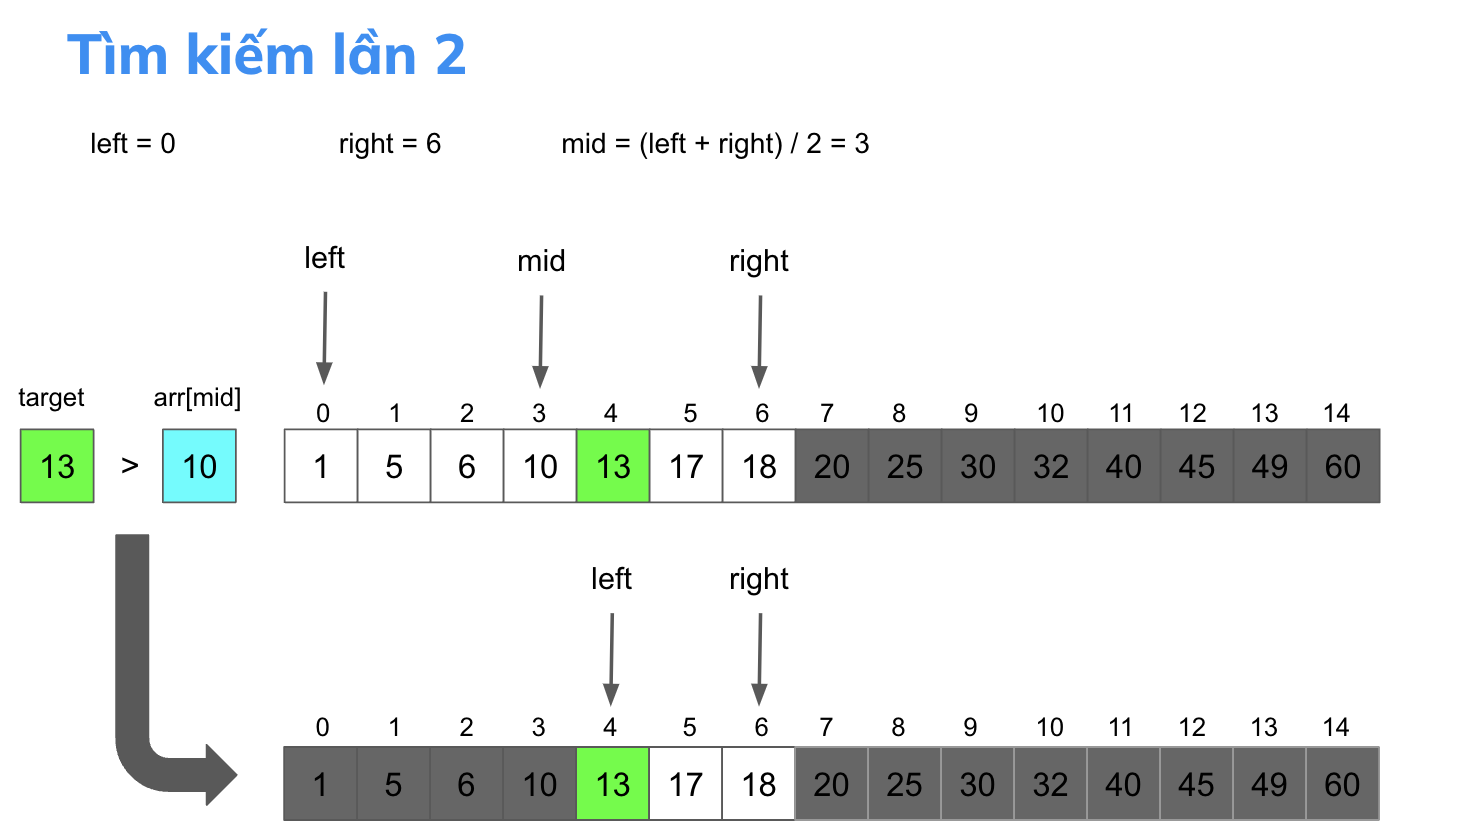 Tìm kiếm lần 2
left = 0 right = 6 mid = (left + right) / 2 = 3
left mid right
target arr[mid] 0 1 2 3 4 5 6 7 8 9 10 11 12 13 14
13 > 10 1 5 6 10 13 17 18 20 25 30 32 40 45 49 60
left right
0 1 2 3 4 5 6 7 8 9 10 11 12 13 14
1 5 6 10 13 17 18 20 25 30 32 40 45 49 60